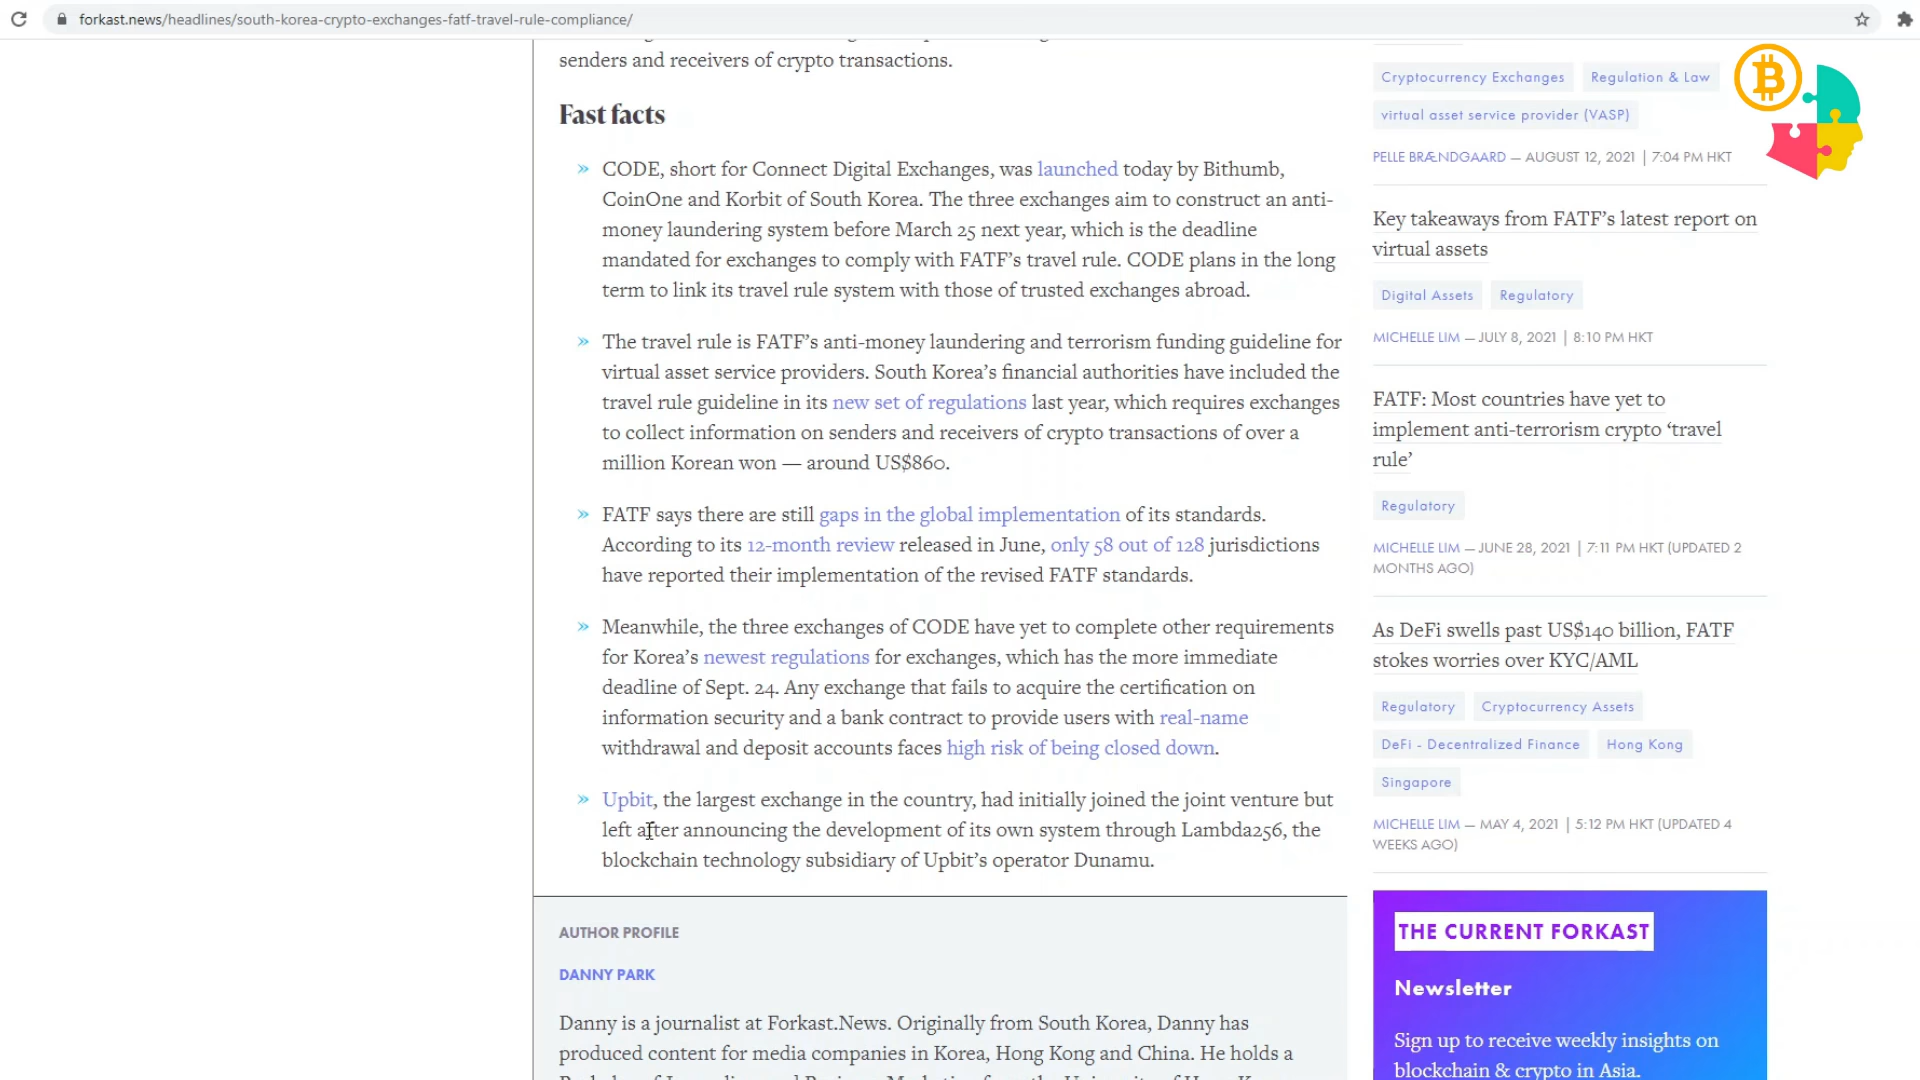 forkast.news/headlines/south-korea-crypto-exchanges-fatf-travel-rule-compliance/
senders and receivers of crypto transactions.
Fast facts
» CODE, short for Connect Digital Exchanges, was launched today by Bithumb,
CoinOne and Korbit of South Korea. The three exchanges aim to construct an anti-
money laundering system before March 25 next year, which is the deadline
mandated for exchanges to comply with FATF’s travel rule. CODE plans in the long
term to link its travel rule system with those of trusted exchanges abroad.
» The travel rule is FATF’s anti-money laundering and terrorism funding guideline for
virtual asset service providers. South Korea’s financial authorities have included the
travel rule guideline in its new set of regulations last year, which requires exchanges
to collect information on senders and receivers of crypto transactions of over a
million Korean won — around US$860.
» FATF says there are still gaps in the global implementation of its standards.
According to its 12-month review released in June, only 58 out of 128 jurisdictions
have reported their implementation of the revised FATF standards.
» Meanwhile, the three exchanges of CODE have yet to complete other requirements
for Korea’s newest regulations for exchanges, which has the more immediate
deadline of Sept. 24. Any exchange that fails to acquire the certification on
information security and a bank contract to provide users with real-name
withdrawal and deposit accounts faces high risk of being closed down.
» Upbit, the largest exchange in the country, had initially joined the joint venture but
left after announcing the development of its own system through Lambda256, the
blockchain technology subsidiary of Upbit’s operator Dunamu.
AUTHOR PROFILE
DANNY PARK
Danny is a journalist at Forkast.News. Originally from South Korea, Danny has
produced content for media companies in Korea, Hong Kong and China. He holds a
Cryptocurrency Exchanges Regulation & Law
virtual asset service provider (VASP)
PELLE BRÆNDGAARD — AUGUST 12, 2021 | 7:04 PM HKT
Key takeaways from FATF’s latest report on
virtual assets
Digital Assets Regulatory
MICHELLE LIM — JULY 8, 2021 | 8:10 PM HKT
FATF: Most countries have yet to
implement anti-terrorism crypto ‘travel
rule’
Regulatory
MICHELLE LIM — JUNE 28, 2021 | 7:11 PM HKT (UPDATED 2
MONTHS AGO)
As DeFi swells past US$140 billion, FATF
stokes worries over KYC/AML
Regulatory Cryptocurrency Assets
DeFi - Decentralized Finance Hong Kong
Singapore
MICHELLE LIM — MAY 4, 2021 | 5:12 PM HKT (UPDATED 4
WEEKS AGO)
THE CURRENT FORKAST
Newsletter
Sign up to receive weekly insights on
blockchain & crypto in Asia.